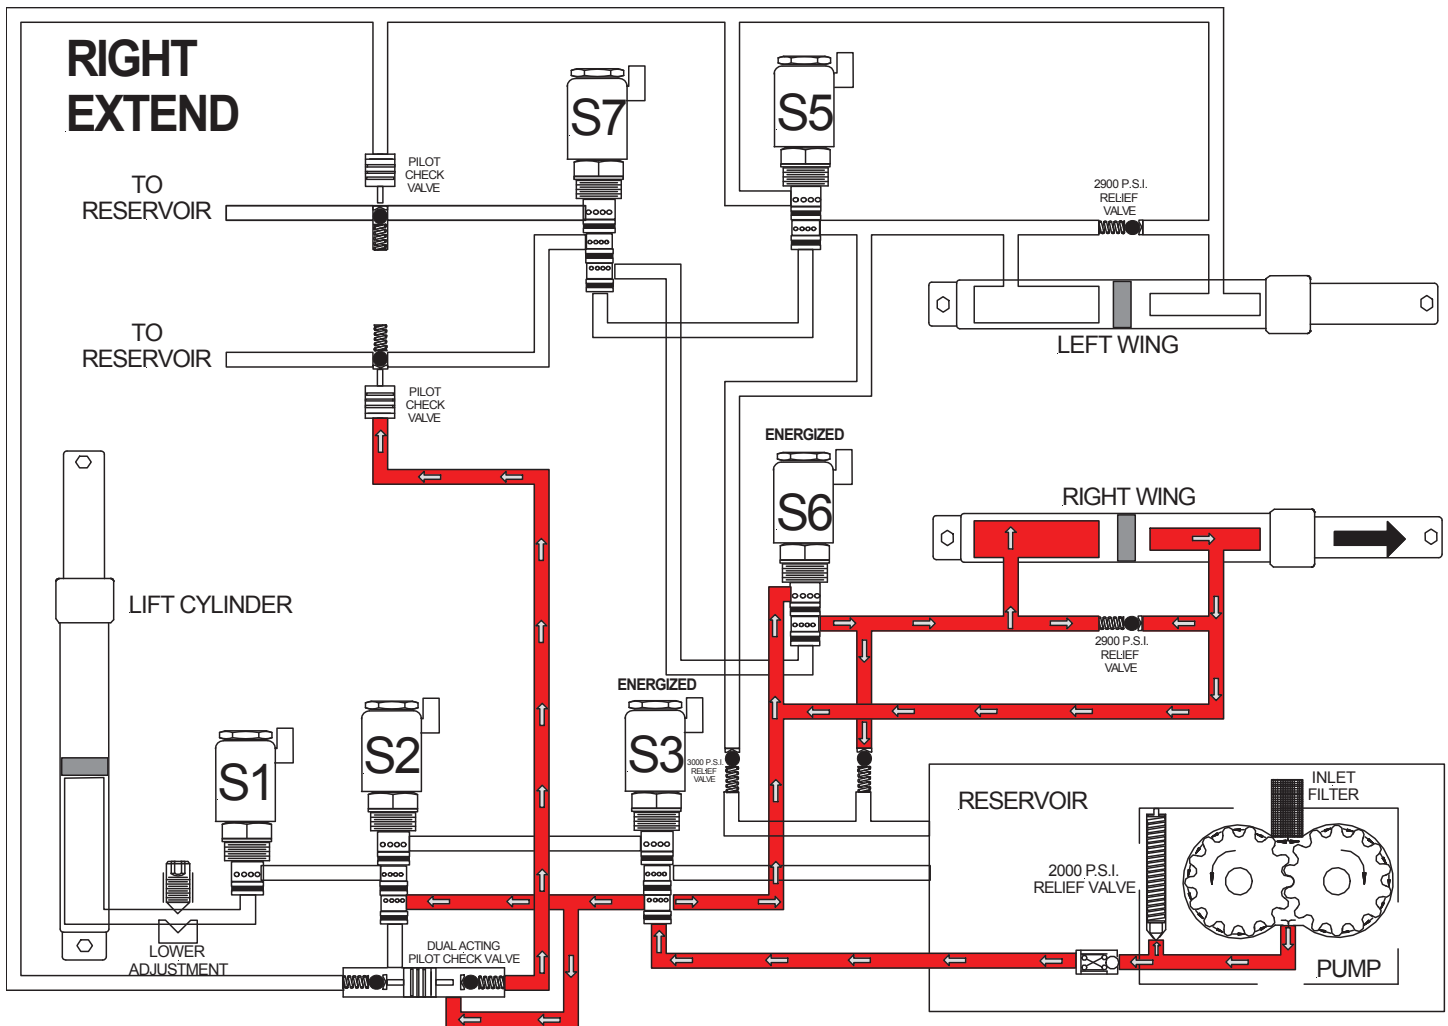 RIGHT
EXTEND
S7
S5
PILOT
CHECK
VALVE
TO
RESERVOIR
2900 P.S.I.
RELIEF
VALVE
TO
RESERVOIR
LEFT WING
PILOT
CHECK
VALVE
ENERGIZED
S6
RIGHT WING
LIFT CYLINDER
2900 P.S.I.
RELIEF
VALVE
ENERGIZED
S1
S2
S3
3000 P.S.I.
RELIEF
VALVE
RESERVOIR
INLET
FILTER
2000 P.S.I.
RELIEF VALVE
LOWER
ADJUSTMENT
DUAL ACTING
PILOT CHECK VALVE
PUMP